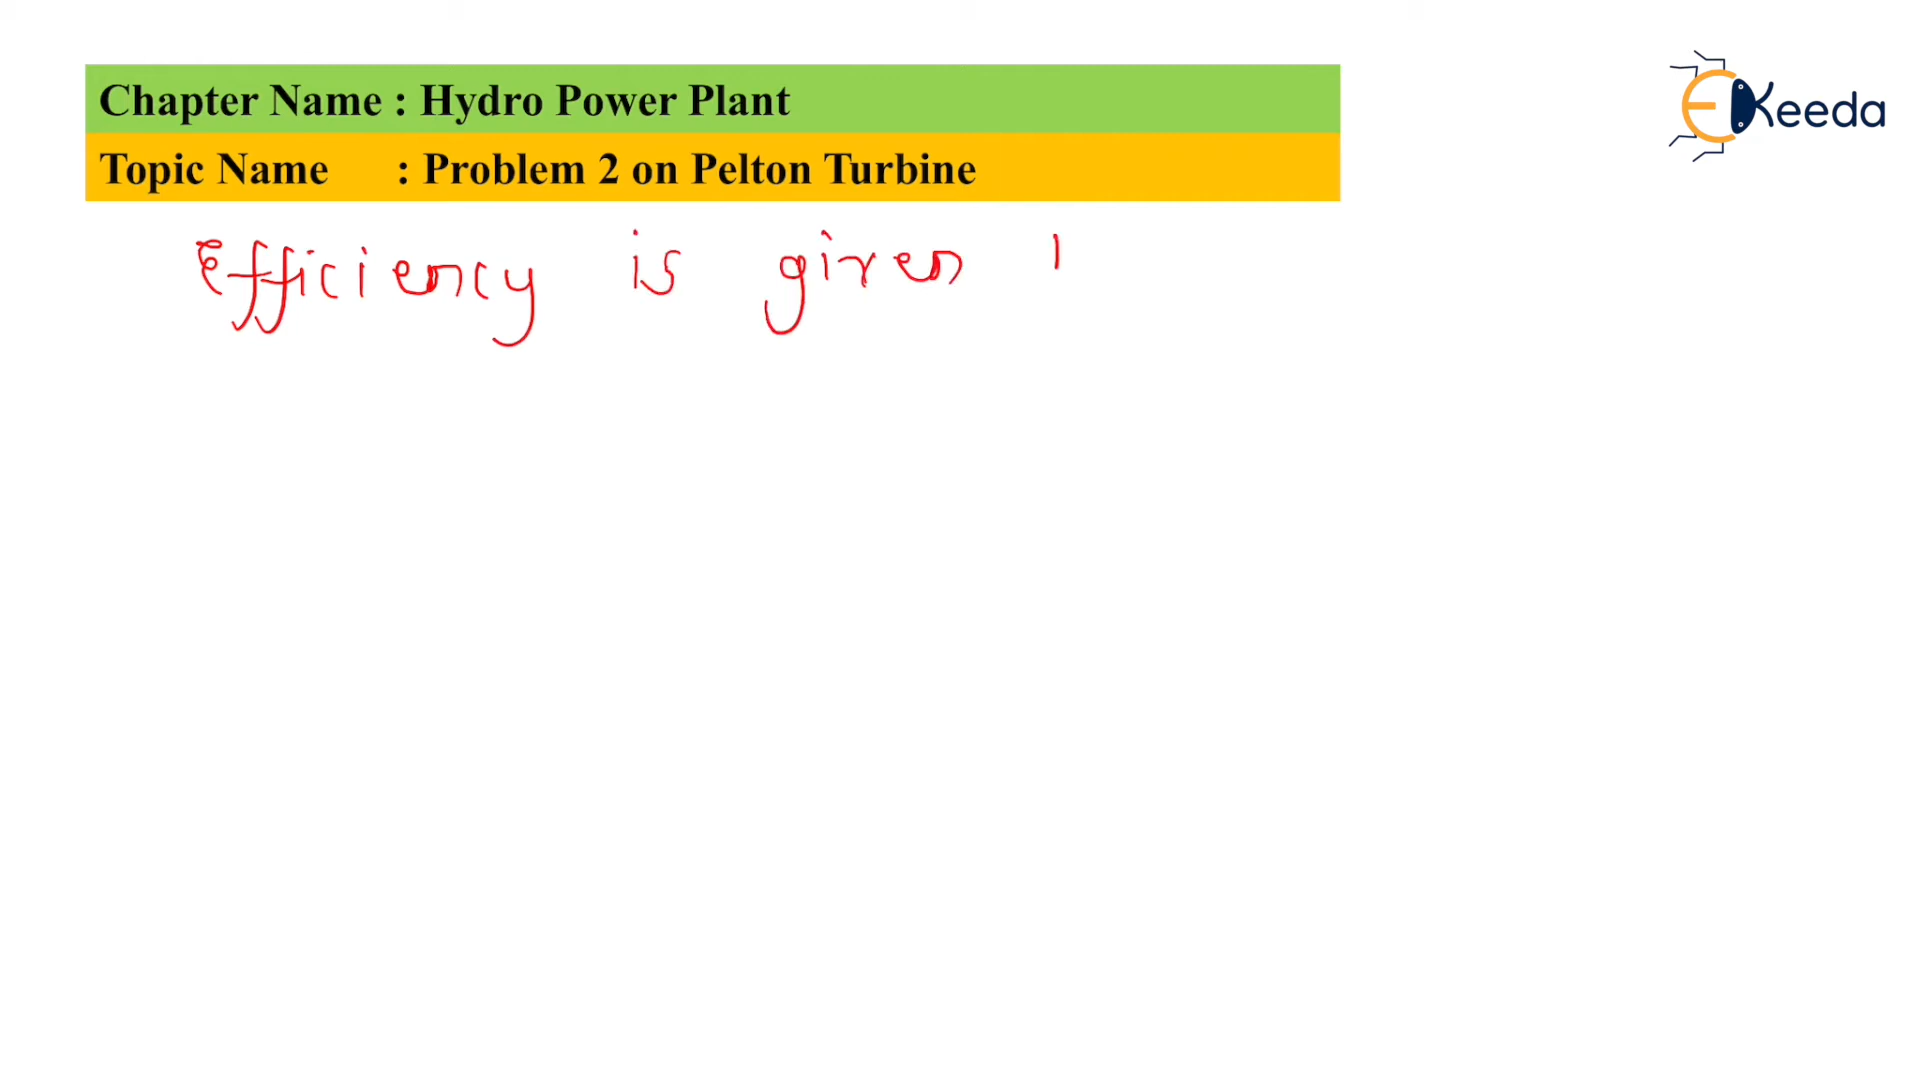 Chapter Name : Hydro Power Plant
Topic Name : Problem 2 on Pelton Turbine
EKeeda
Efficiency is given